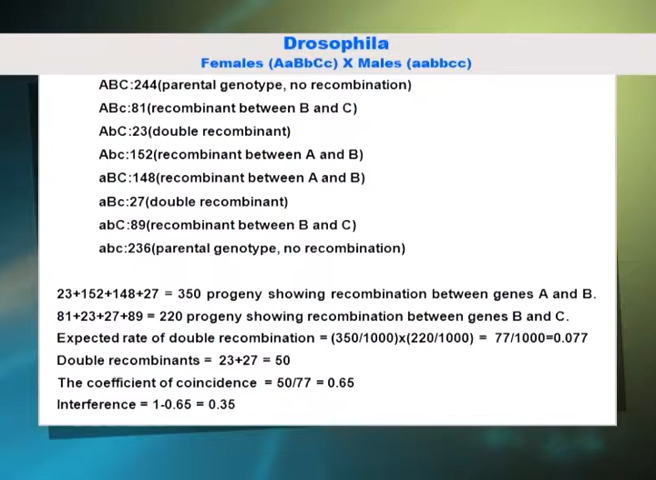 Drosophila
Females (AaBbCc) X Males (aabbcc)
ABC:244(parental genotype, no recombination)
ABc:81(recombinant between B and C)
AbC:23(double recombinant)
Abc:152(recombinant between A and B)
aBC:148(recombinant between A and B)
aBc:27(double recombinant)
abC:89(recombinant between B and C)
abc:236(parental genotype, no recombination)
23+152+148+27 = 350 progeny showing recombination between genes A and B.
81+23+27+89 = 220 progeny showing recombination between genes B and C.
Expected rate of double recombination = (350/1000)x(220/1000) = 77/1000=0.077
Double recombinants = 23+27 = 50
The coefficient of coincidence = 50/77 = 0.65
Interference = 1-0.65 = 0.35